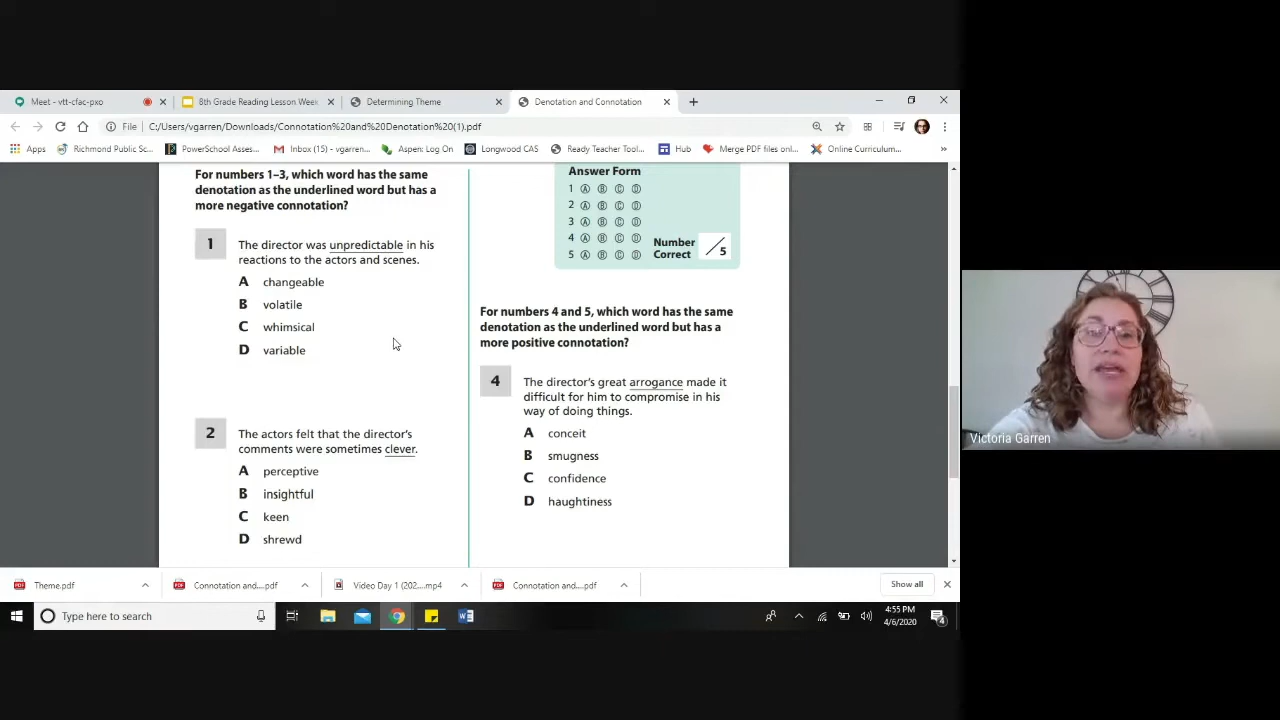 Meet - vtt-cfac-pxo
8th Grade Reading Lesson Week
Determining Theme
Denotation and Connotation
File
C:/Users/vgarren/Downloads/Connotation%20and%20Denotation%20(1).pdf
Apps
Richmond Public Sc...
PowerSchool Asses...
Inbox (15) - vgarren...
Aspen: Log On
Longwood CAS
Ready Teacher Tool...
Hub
Merge PDF files onl...
Online Curriculum...
For numbers 1–3, which word has the same
denotation as the underlined word but has a
more negative connotation?
1
The director was unpredictable in his
reactions to the actors and scenes.
A changeable
B volatile
C whimsical
D variable
2
The actors felt that the director's
comments were sometimes clever.
A perceptive
B insightful
C keen
D shrewd
Answer Form
1 A B C D
2 A B C D
3 A B C D
4 A B C D
5 A B C D
Number
Correct
/5
For numbers 4 and 5, which word has the same
denotation as the underlined word but has a
more positive connotation?
4
The director's great arrogance made it
difficult for him to compromise in his
way of doing things.
A conceit
B smugness
C confidence
D haughtiness
Victoria Garren
Theme.pdf
Connotation and....pdf
Video Day 1 (202....mp4
Connotation and....pdf
Show all
Type here to search
4:55 PM
4/6/2020
4